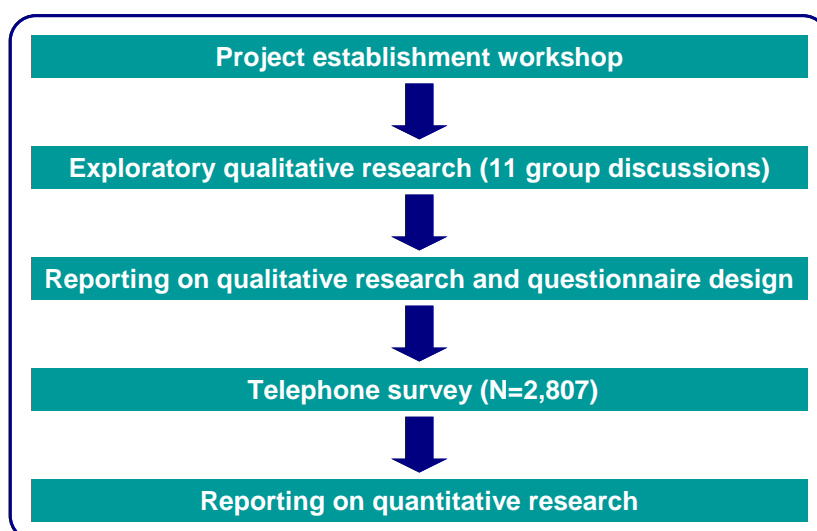 Project establishment workshop
Exploratory qualitative research (11 group discussions)
Reporting on qualitative research and questionnaire design
Telephone survey (N=2,807)
Reporting on quantitative research